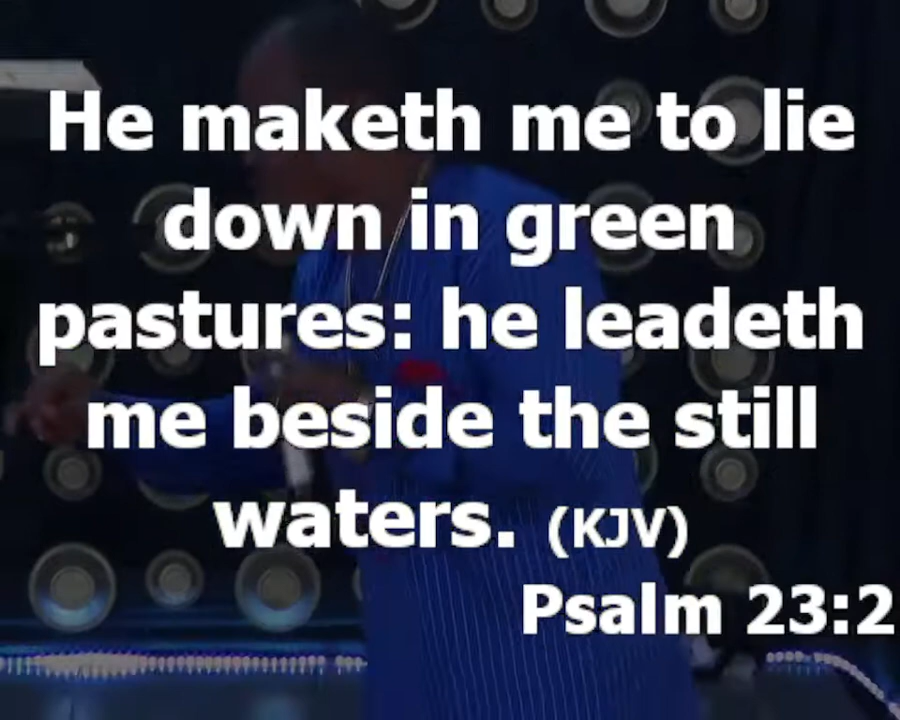 He maketh me to lie
down in green
pastures: he leadeth
me beside the still
waters. (KJV)
Psalm 23:2